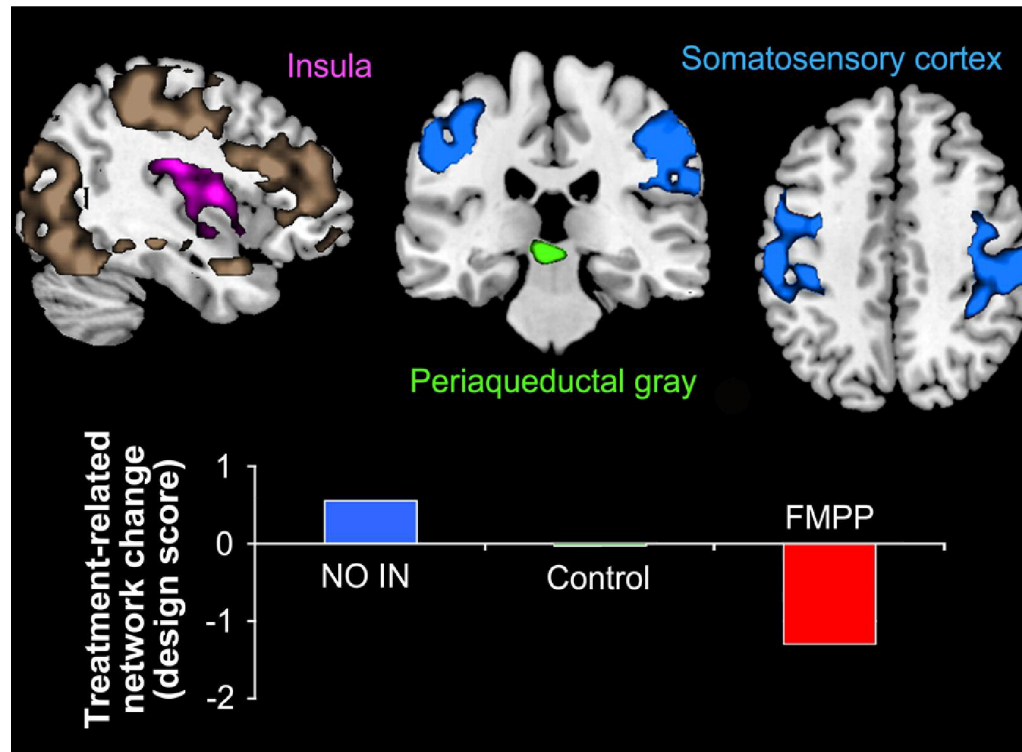 Insula
Somatosensory cortex
Periaqueductal gray
Treatment-related
network change
(design score)
1
0
-1
-2
NO IN
Control
FMPP